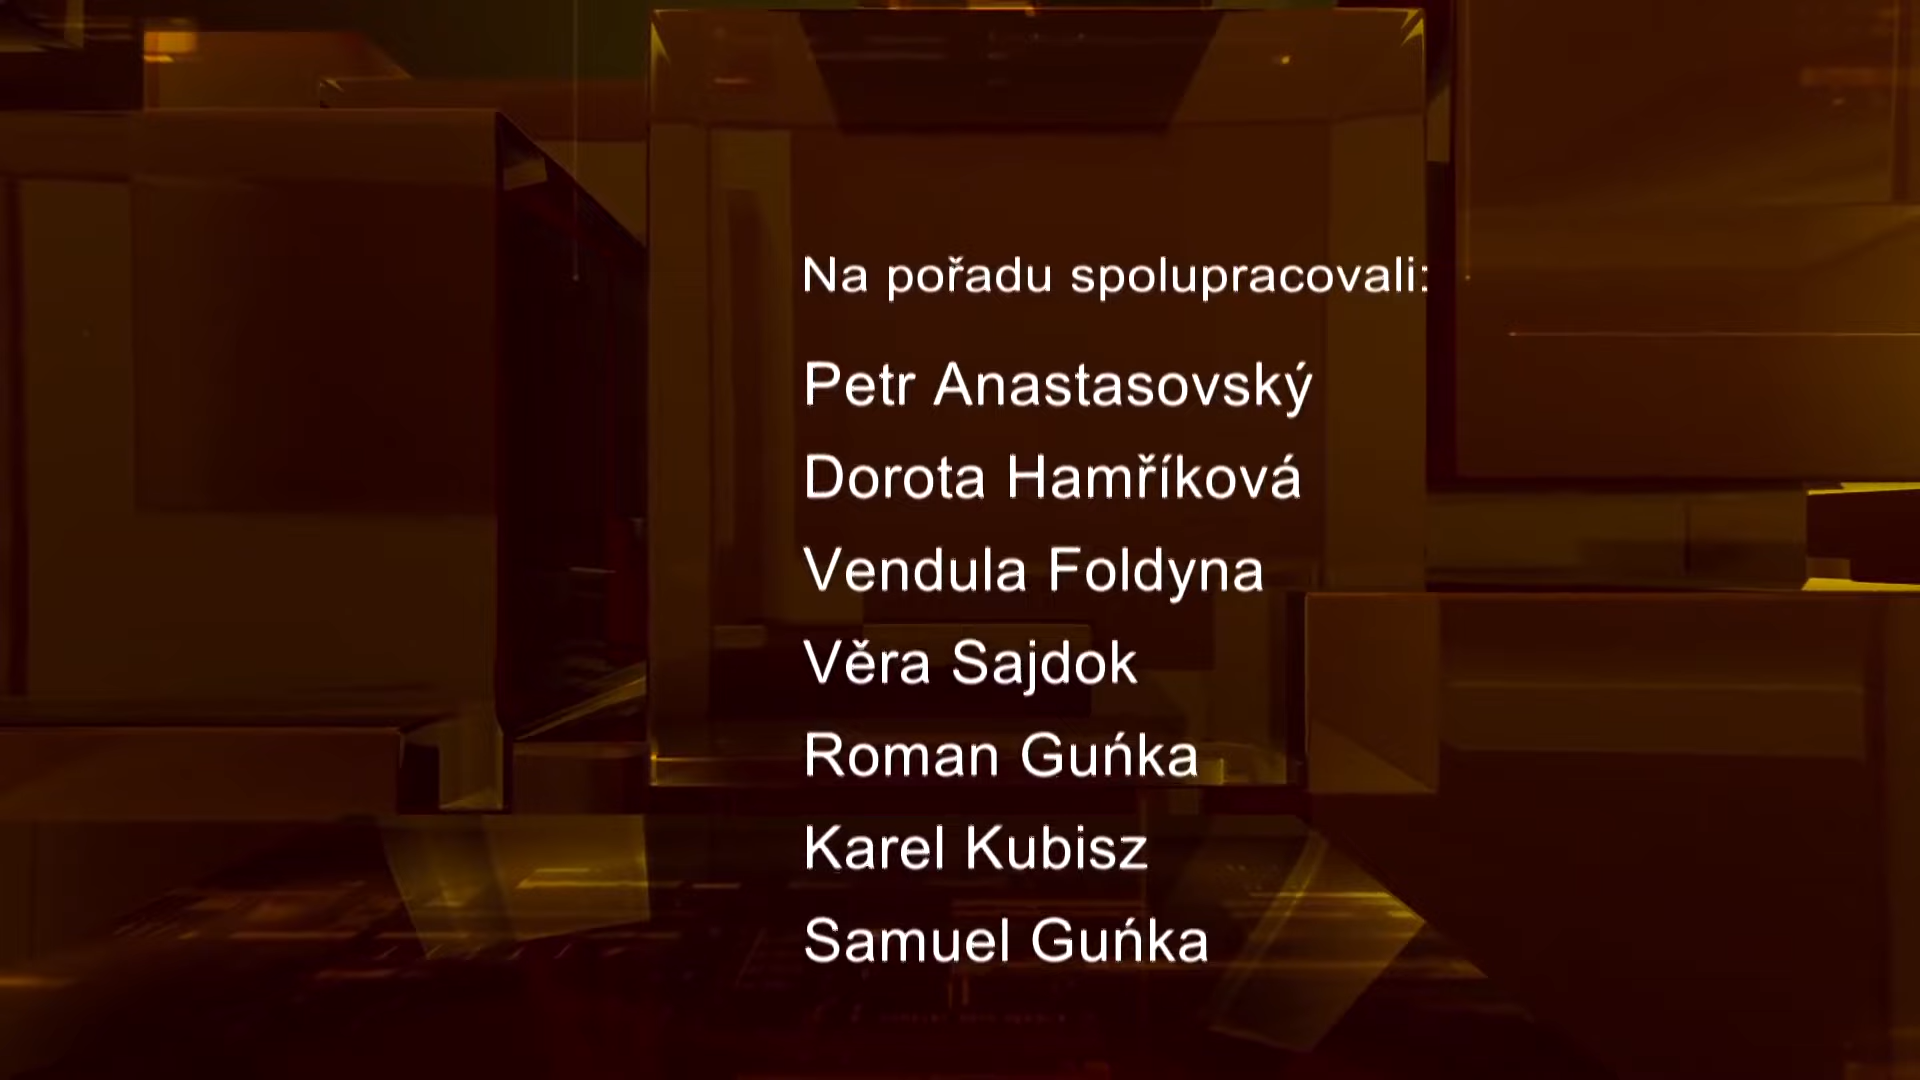 Na pořadu spolupracovali:
Petr Anastasovský
Dorota Hamříková
Vendula Foldyna
Věra Sajdok
Roman Guńka
Karel Kubisz
Samuel Guńka